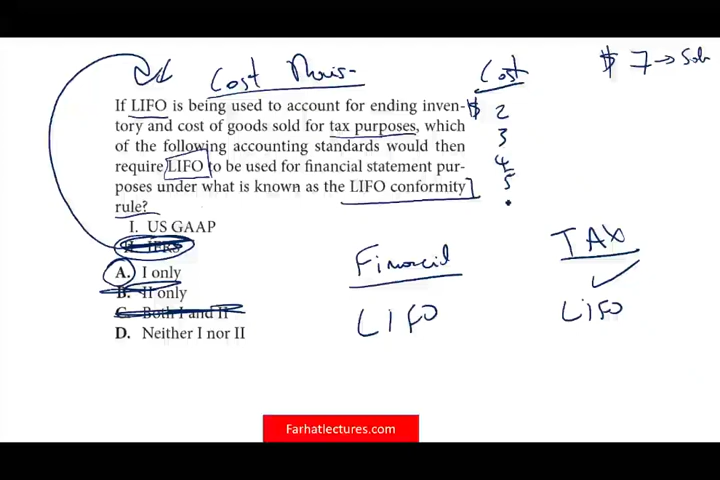 Cost
Cost
$ 7 → Sold
If LIFO is being used to account for ending inven-
tory and cost of goods sold for tax purposes, which
of the following accounting standards would then
require LIFO to be used for financial statement pur-
poses under what is known as the LIFO conformity
rule?
$ 2
3
4
5
I. US GAAP
II. IFRS
A. I only
B. II only
C. Both I and II
D. Neither I nor II
Financial
LIFO
TAX
LIFO
Farhatlectures.com